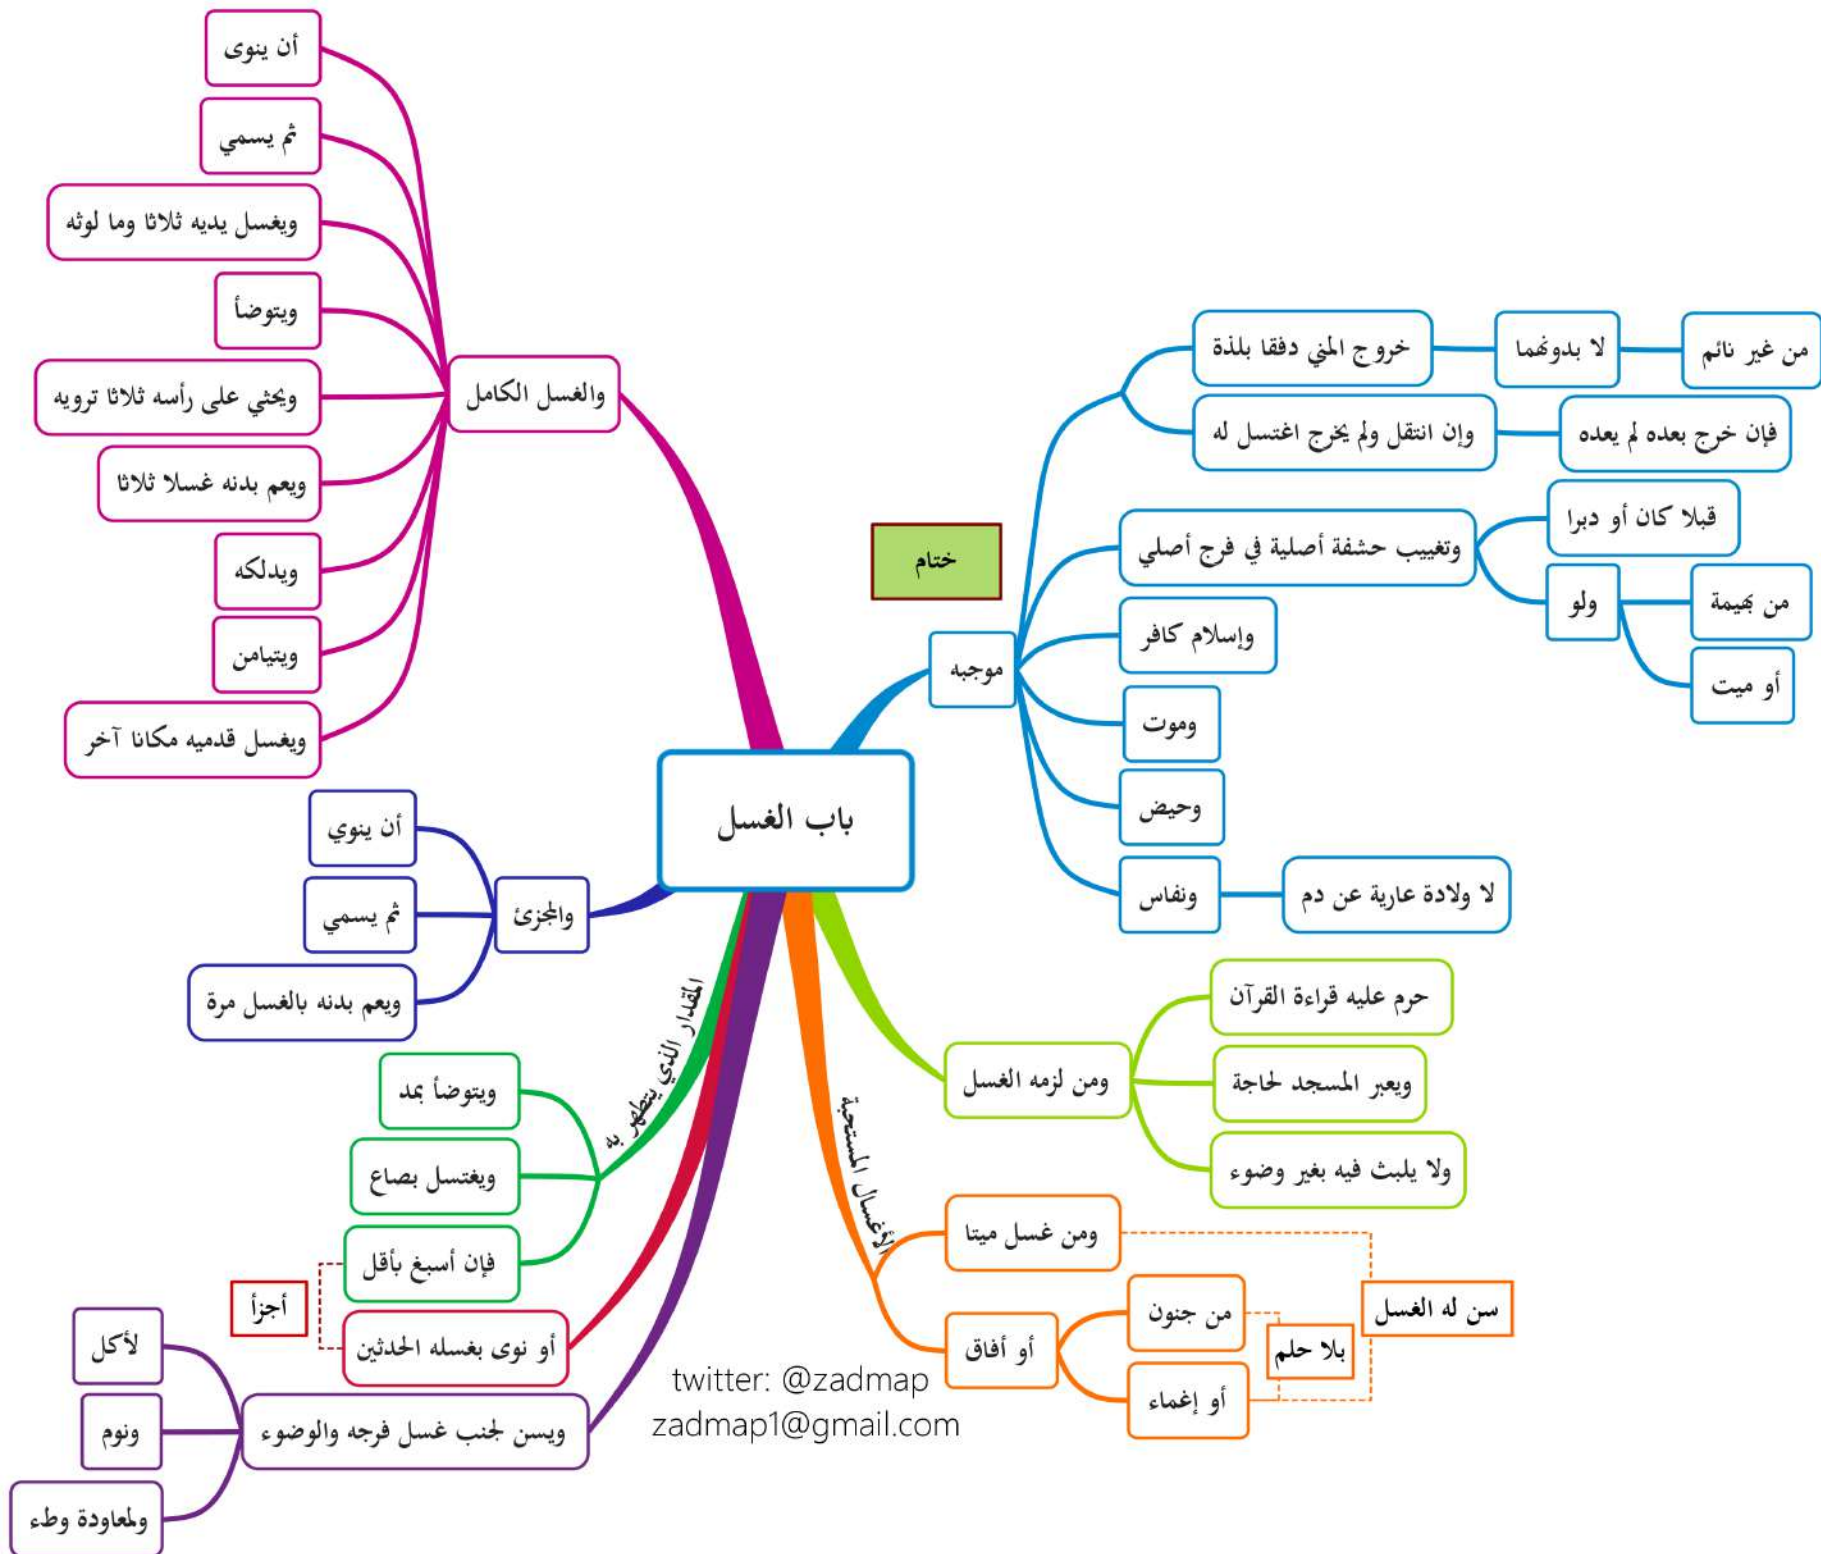 باب الغسل
ختام
موجبه
خروج المني دفقا بلذة
لا بدونهما
من غير نائم
وإن انتقل ولم يخرج اغتسل له
فإن خرج بعده لم يعده
وتغييب حشفة أصلية في فرج أصلي
قبلا كان أو دبرا
ولو
من بهيمة
أو ميت
وإسلام كافر
وموت
وحيض
ونفاس
لا ولادة عارية عن دم
ومن لزمه الغسل
حرم عليه قراءة القرآن
ويعبر المسجد لحاجة
ولا يلبث فيه بغير وضوء
الأغسال المستحبة
ومن غسل ميتا
أو أفاق
من جنون
أو إغماء
بلا حلم
سن له الغسل
والغسل الكامل
أن ينوى
ثم يسمي
ويغسل يديه ثلاثا وما لوثه
ويتوضأ
ويحثي على رأسه ثلاثا ترويه
ويعم بدنه غسلا ثلاثا
ويدلكه
ويتيامن
ويغسل قدميه مكانا آخر
والمجزئ
أن ينوي
ثم يسمي
ويعم بدنه بالغسل مرة
المقدار الذي يتطهر به
ويتوضأ بمد
ويغتسل بصاع
فإن أسبغ بأقل
أو نوى بغسله الحدثين
أجزأ
ويسن لجنب غسل فرجه والوضوء
لأكل
ونوم
ولمعاودة وطء
twitter: @zadmap
zadmap1@gmail.com